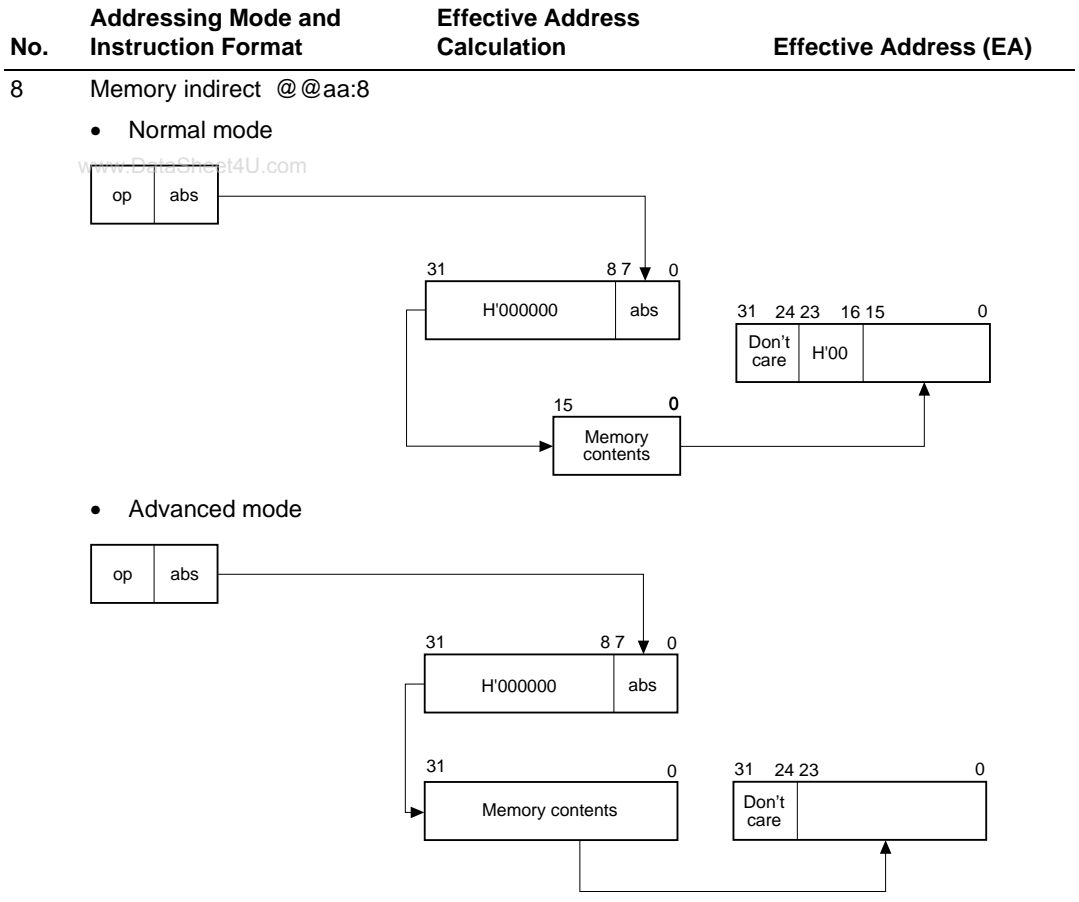 No. Addressing Mode and Instruction Format Effective Address Calculation Effective Address (EA)
8 Memory indirect @@aa:8
• Normal mode
www.DataSheet4U.com
op abs
31 8 7 0
H'000000 abs
31 24 23 16 15 0
Don't care H'00
15 0
Memory contents
• Advanced mode
op abs
31 8 7 0
H'000000 abs
31 0
Memory contents
31 24 23 0
Don't care